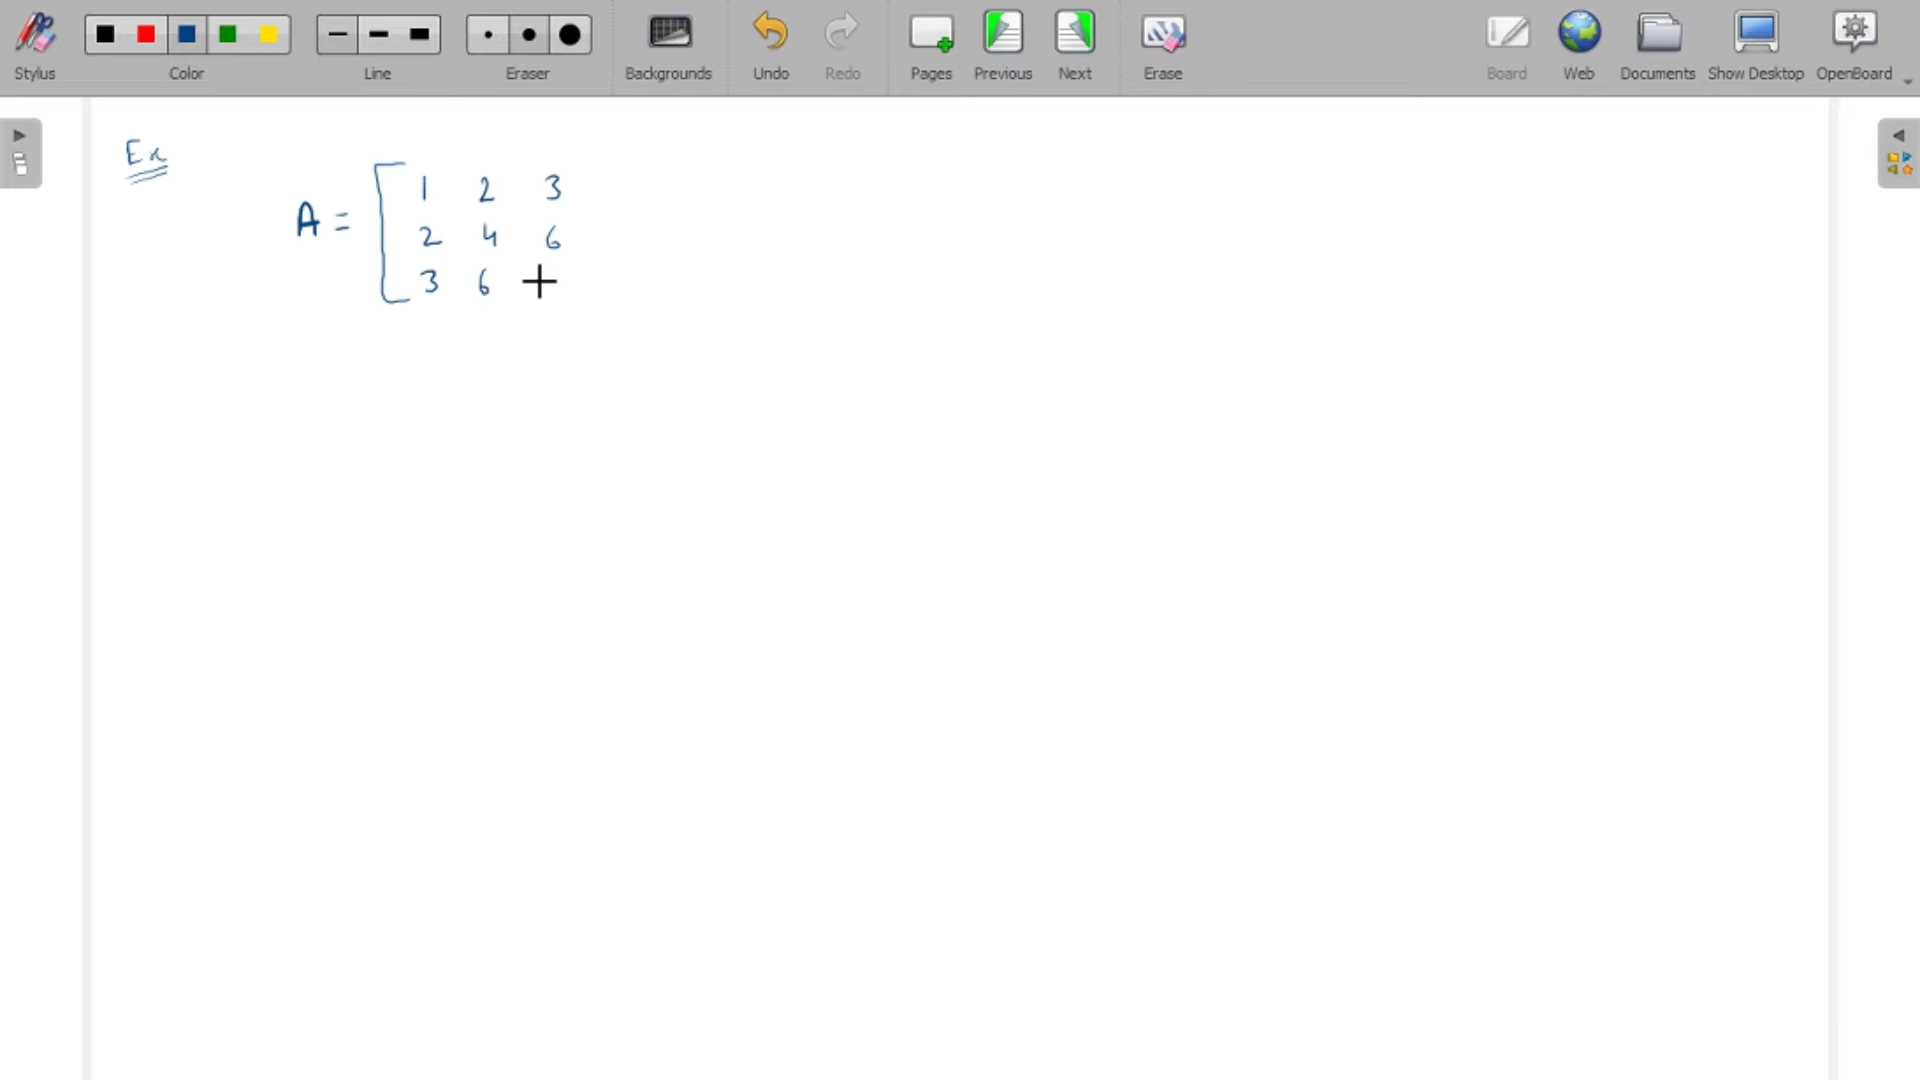 Stylus Color Line Eraser Backgrounds Undo Redo Pages Previous Next Erase Board Web Documents Show Desktop OpenBoard
Ex
A = [ 1 2 3
2 4 6
3 6